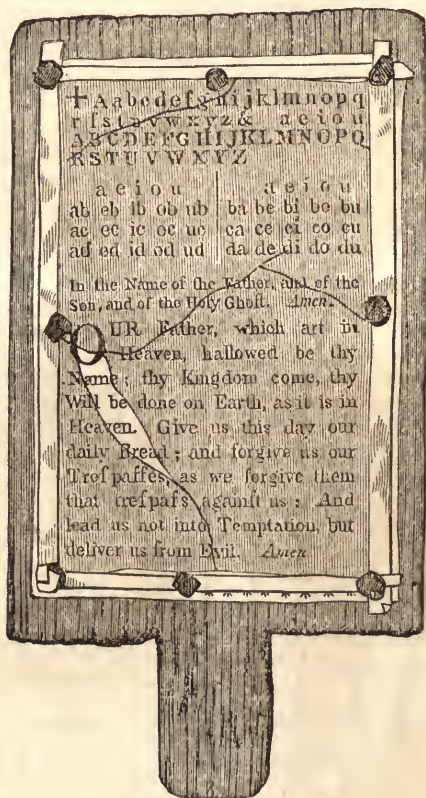 +Aabcdefghijklmnopq
rſstuvwxyz& aeiou
ABCDEFGHIJKLMNOPQ
RSTUVWXYZ
a e i o u a e i o u
ab eb ib ob ub ba be bi bo bu
ac ec ic oc uc ca ce ci co cu
ad ed id od ud da de di do du
In the Name of the Father, and of the
Son, and of the Holy Ghoſt. Amen.
OUR Father, which art in
Heaven, hallowed be thy
Name; thy Kingdom come, thy
Will be done on Earth, as it is in
Heaven. Give us this day our
daily Bread; and forgive us our
Treſpaſſes, as we forgive them
that treſpaſs againſt us: And
lead us not into Temptation, but
deliver us from Evil. Amen